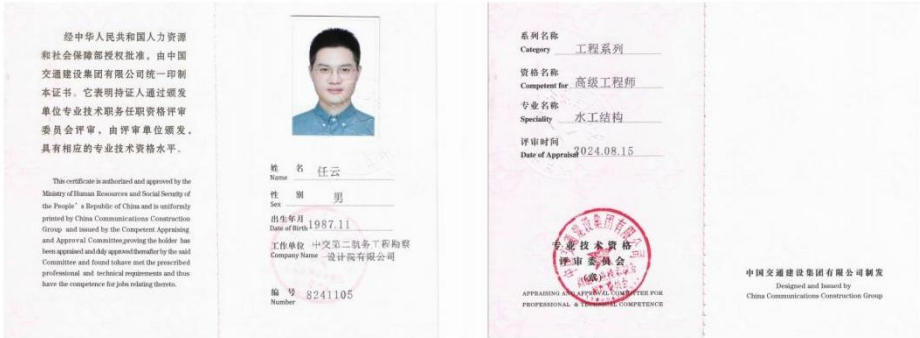 经中华人民共和国人力资源
和社会保障部授权批准，由中国
交通建设集团有限公司统一印制
本证书。它表明持证人通过颁发
单位专业技术职务任职资格评审
委员会评审，由评审单位颁发，
具有相应的专业技术资格水平。
This certificate is authorized and approved by the
Ministry of Human Resources and Social Security of
the People's Republic of China and is uniformly
printed by China Communications Construction
Group and issued by the Competent Appraising
and Approval Committee,proving the holder has
been appraised and duly approved thereafter by the said
Committee and found tohave met the prescribed
professional and technical requirements and thus
have the competence for jobs relating thereto.
姓 名 任云
Name
性 别 男
Sex
出生年月 1987.11
Date of Birth
工作单位 中交第二航务工程勘察
Company Name 设计院有限公司
编 号 8241105
Number
系列名称
Category 工程系列
资格名称
Competent for 高级工程师
专业名称
Speciality 水工结构
评审时间
Date of Appraisal 2024.08.15
专业技术资格
评审委员会
(章)
APPRAISING AND APPROVAL COMMITTEE FOR
PROFESSIONAL & TECHNICAL COMPETENCE
中国交通建设集团有限公司制发
Designed and Issued by
China Communications Construction Group